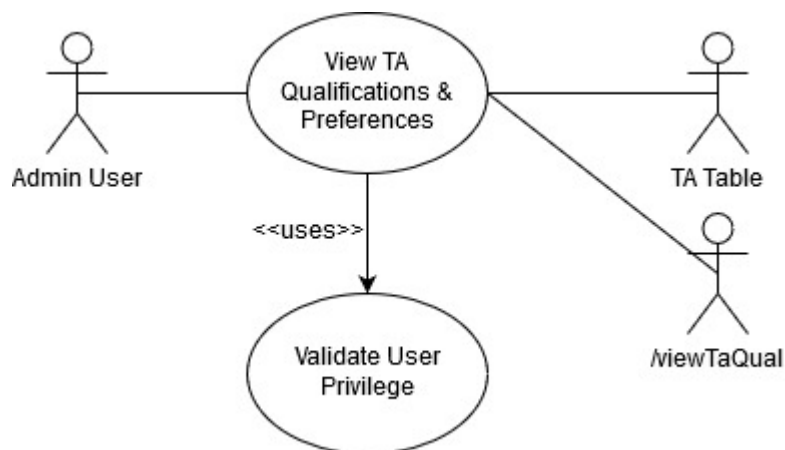 View TA
Qualifications &
Preferences
Admin User
TA Table
<<uses>>
/viewTaQual
Validate User
Privilege